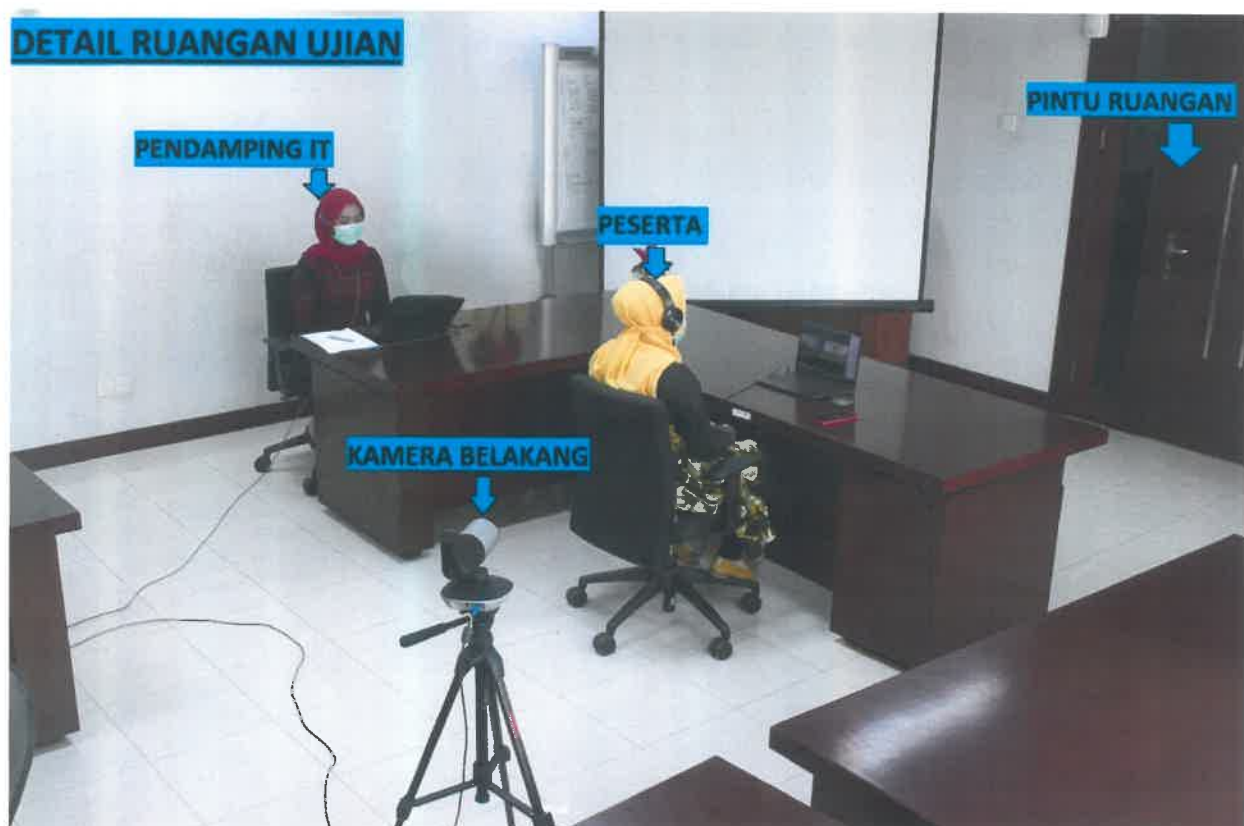 DETAIL RUANGAN UJIAN
PINTU RUANGAN
PENDAMPING IT
PESERTA
KAMERA BELAKANG